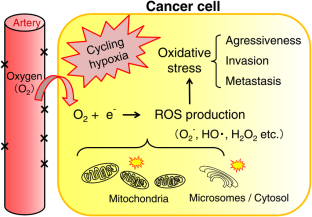 Cancer cell
Artery
Oxygen
(O₂)
Cycling
hypoxia
Oxidative
stress
Agressiveness
Invasion
Metastasis
O₂ + e⁻ → ROS production
(O₂⁻, HO•, H₂O₂ etc.)
Mitochondria
Microsomes / Cytosol